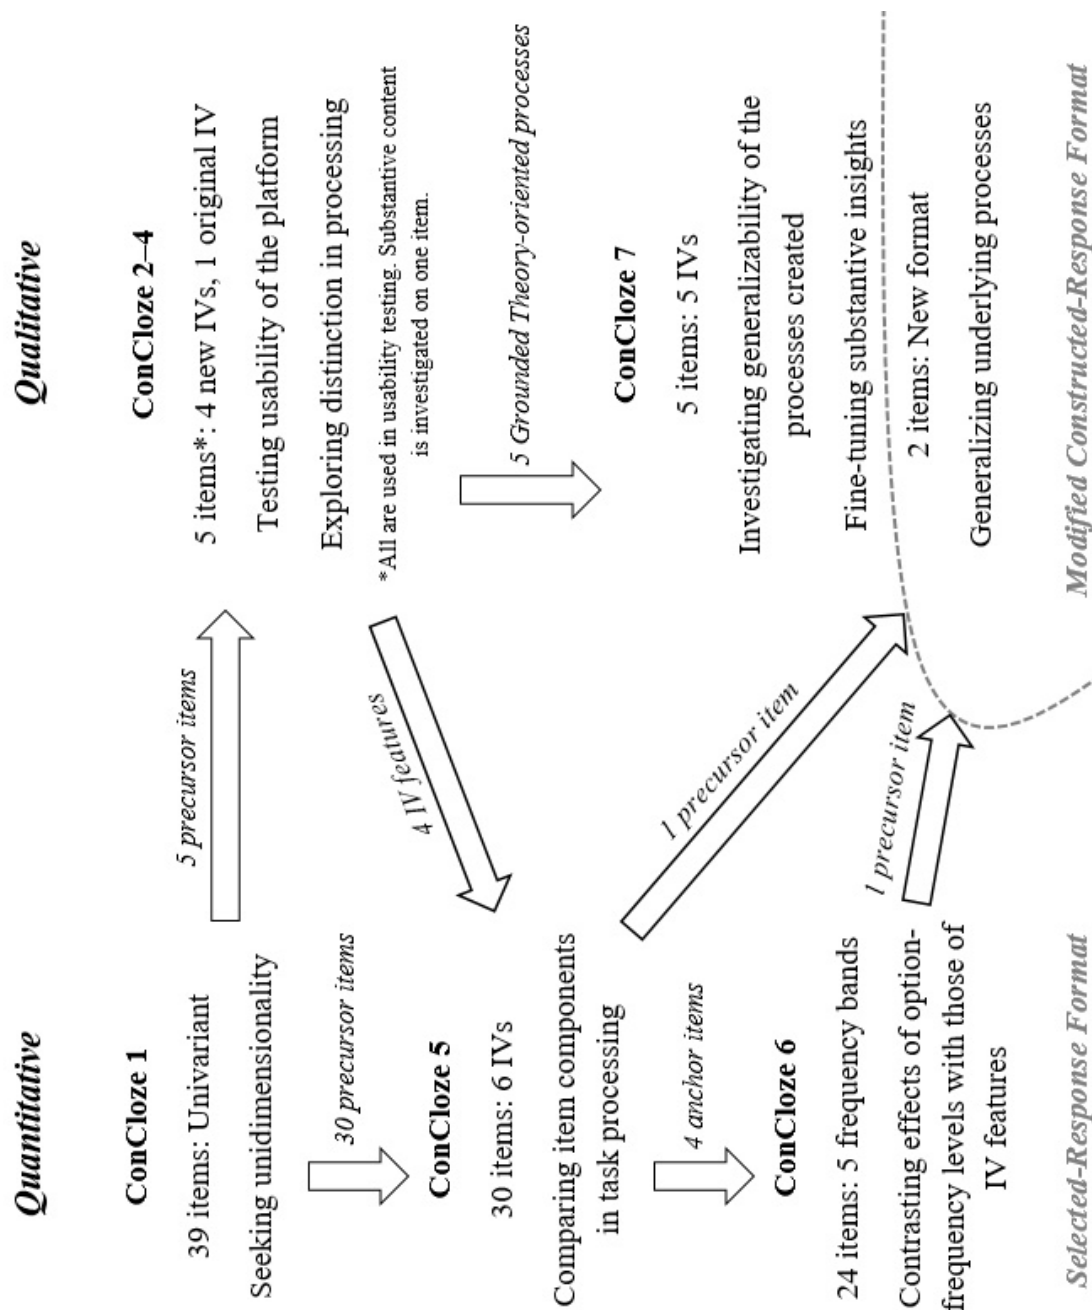 Quantitative
ConCloze 1
39 items: Univariant
Seeking unidimensionality
30 precursor items
ConCloze 5
30 items: 6 IVs
Comparing item components
in task processing
4 anchor items
ConCloze 6
24 items: 5 frequency bands
Contrasting effects of option-
frequency levels with those of
IV features
Selected-Response Format
5 precursor items
4 IV features
1 precursor item
1 precursor item
Qualitative
ConCloze 2–4
5 items*: 4 new IVs, 1 original IV
Testing usability of the platform
Exploring distinction in processing
*All are used in usability testing. Substantive content
is investigated on one item.
5 Grounded Theory-oriented processes
ConCloze 7
5 items: 5 IVs
Investigating generalizability of the
processes created
Fine-tuning substantive insights
2 items: New format
Generalizing underlying processes
Modified Constructed-Response Format